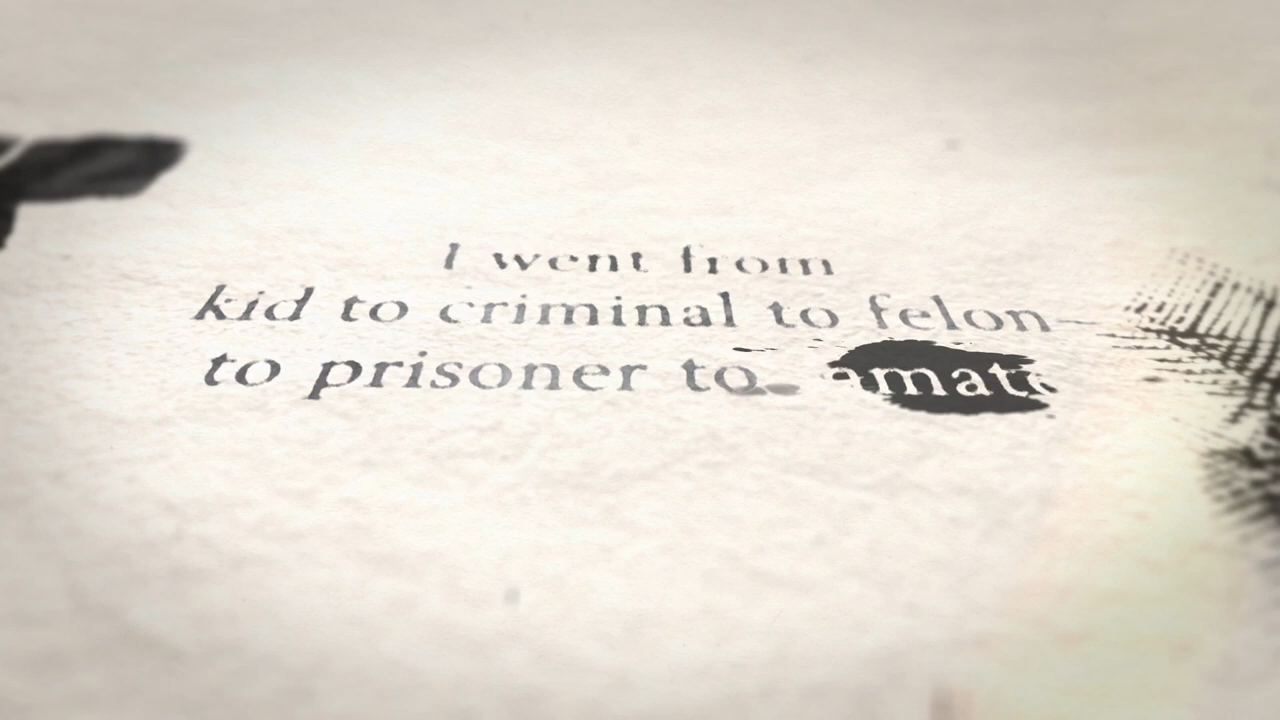 I went from
kid to criminal to felon—
to prisoner to